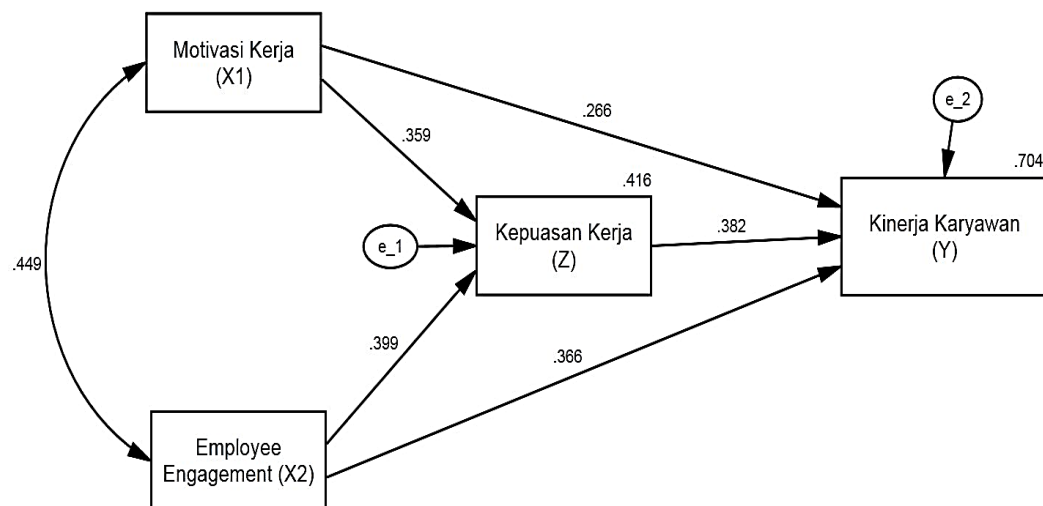 Motivasi Kerja
(X1)
.266
e_2
.359
.704
.416
Kepuasan Kerja
(Z)
e_1
.382
Kinerja Karyawan
(Y)
.449
.399
.366
Employee
Engagement (X2)